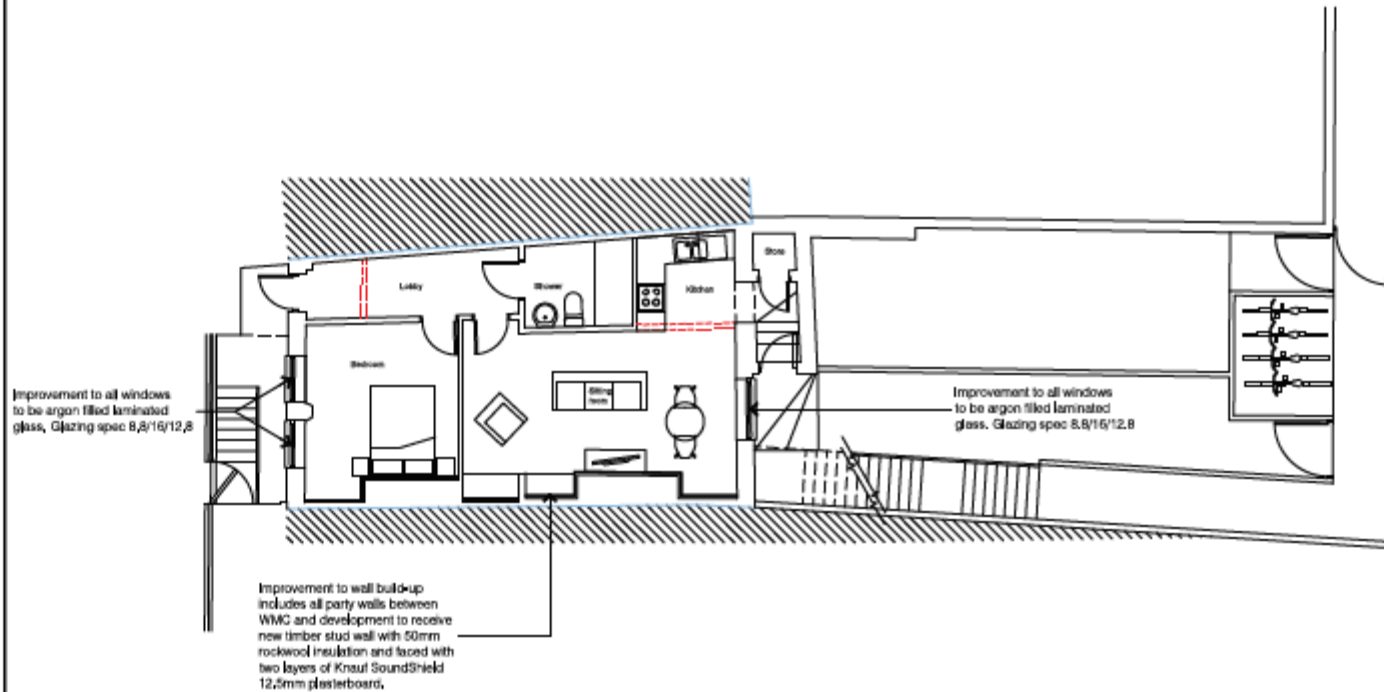 Store
Lobby
Shower
Kitchen
Bedroom
Sitting
room
Improvement to all windows
to be argon filled laminated
glass. Glazing spec 8.8/16/12.8
Improvement to all windows
to be argon filled laminated
glass. Glazing spec 8.8/16/12.8
Improvement to wall build-up
includes all party walls between
WMC and development to receive
new timber stud wall with 50mm
rockwool insulation and faced with
two layers of Knauf SoundShield
12.5mm plasterboard.